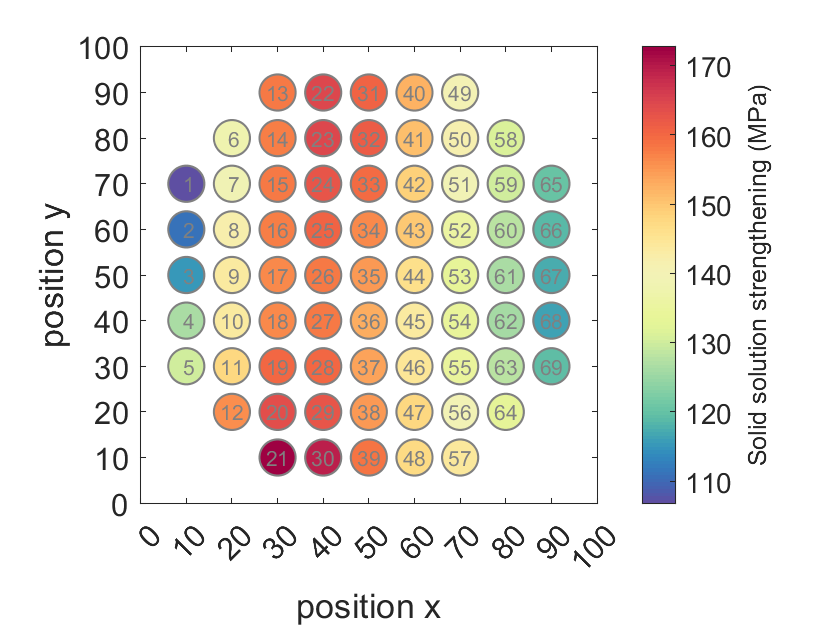 100
90
80
70
60
50
40
30
20
10
0
position y
13 22 31 40 49
6 14 23 32 41 50 58
1 7 15 24 33 42 51 59 65
2 8 16 25 34 43 52 60 66
3 9 17 26 35 44 53 61 67
4 10 18 27 36 45 54 62 68
5 11 19 28 37 46 55 63 69
12 20 29 38 47 56 64
21 30 39 48 57
0 10 20 30 40 50 60 70 80 90 100
position x
170
160
150
140
130
120
110
Solid solution strengthening (MPa)